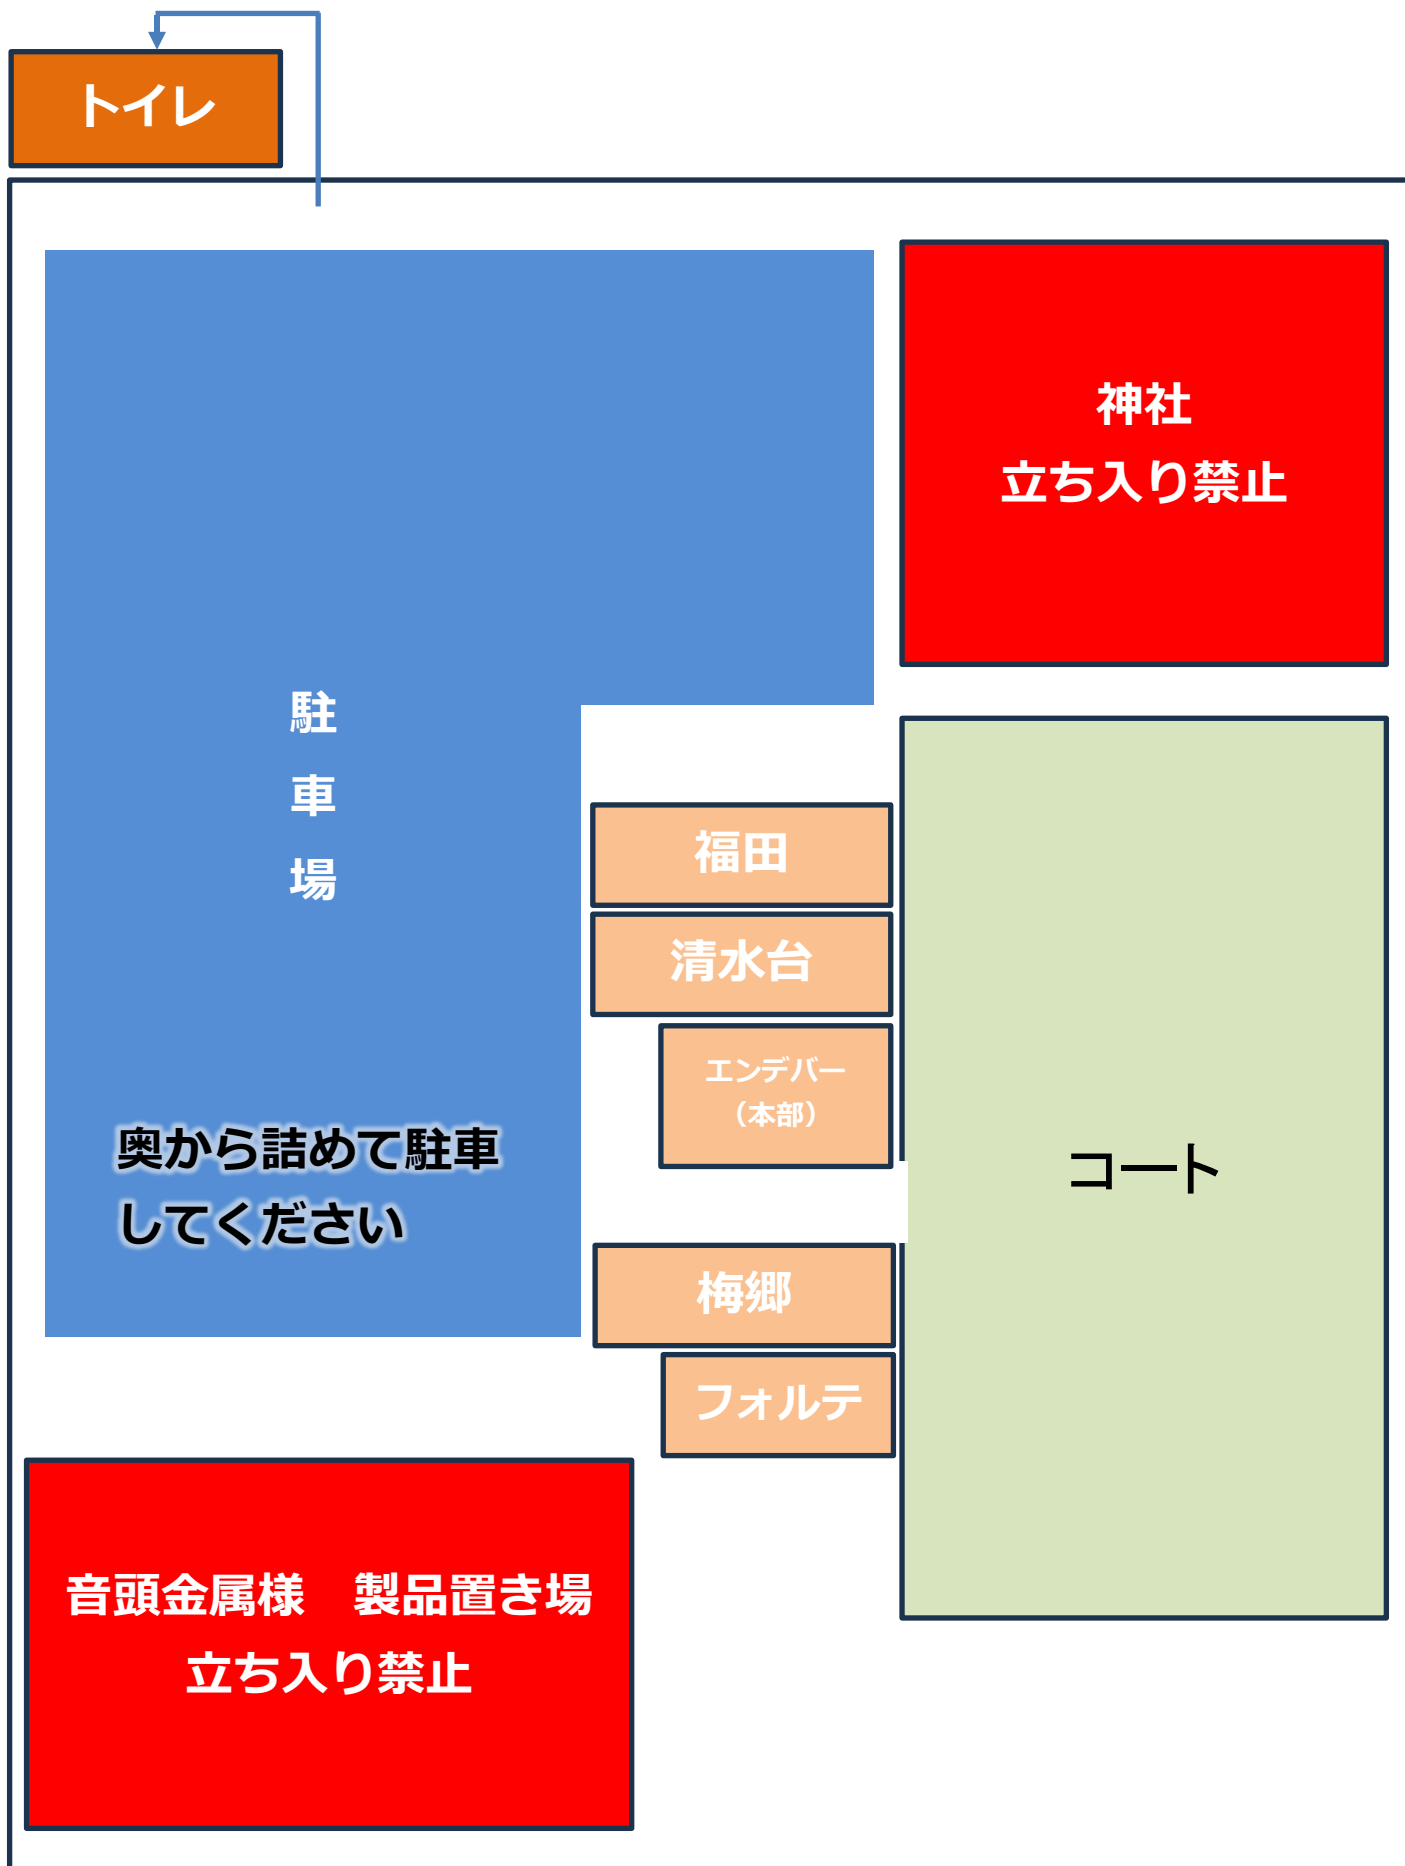 トイレ
神社
立ち入り禁止
駐
車
場
福田
清水台
エンデバー
（本部）
奥から詰めて駐車
してください
コート
梅郷
フォルテ
音頭金属様　製品置き場
立ち入り禁止